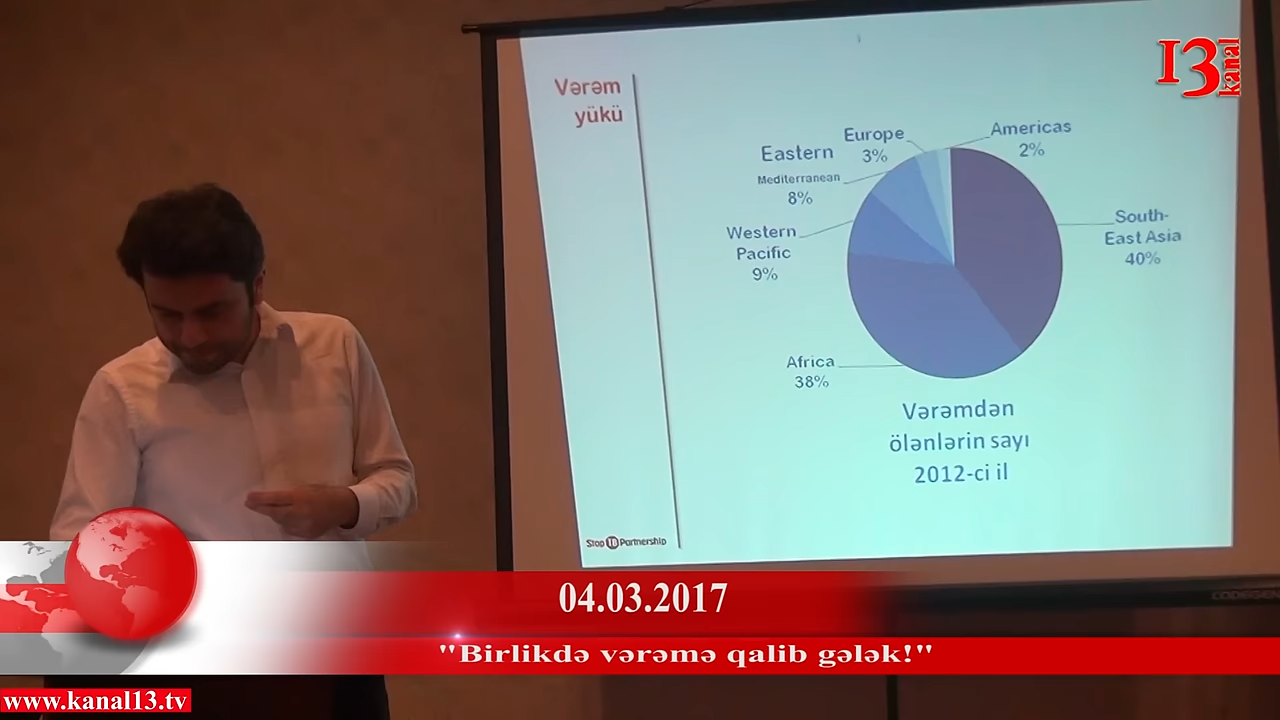 13 kanal
Vərəm
yükü
Europe
3%
Americas
2%
Eastern
Mediterranean
8%
Western
Pacific
9%
South-
East Asia
40%
Africa
38%
Vərəmdən
ölənlərin sayı
2012-ci il
Stop TB Partnership
04.03.2017
"Birlikdə vərəmə qalib gələk!"
www.kanal13.tv